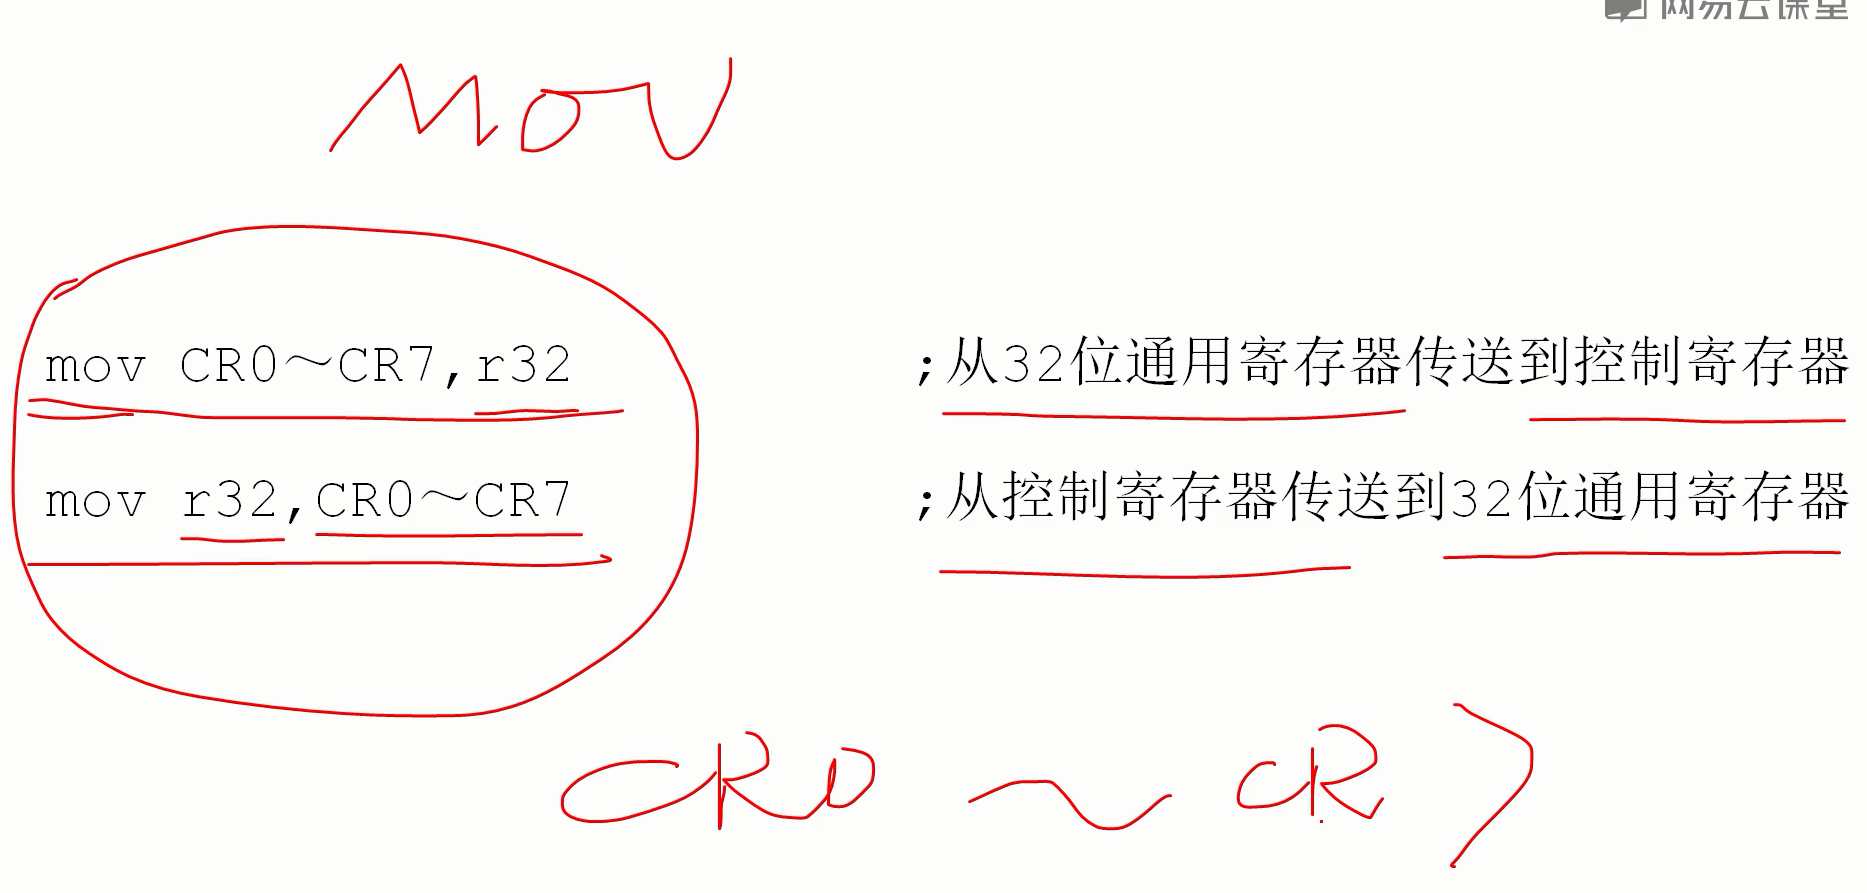 网易云课堂
MOV
mov CR0～CR7,r32 ;从32位通用寄存器传送到控制寄存器
mov r32,CR0～CR7 ;从控制寄存器传送到32位通用寄存器
CR0 ~ CR7